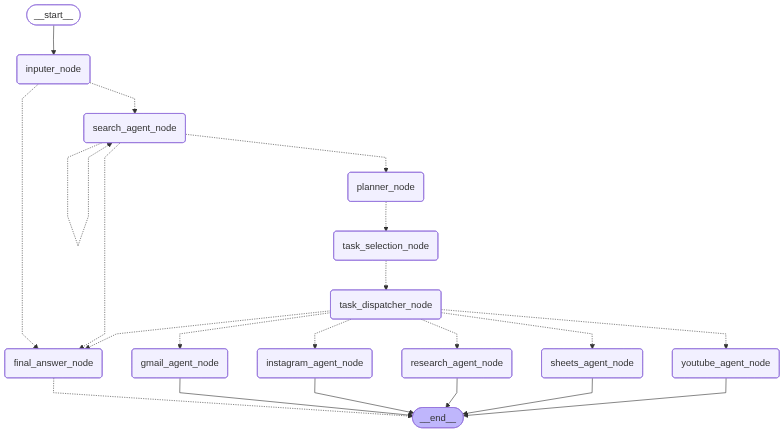 __start__
inputer_node
search_agent_node
planner_node
task_selection_node
task_dispatcher_node
final_answer_node
gmail_agent_node
instagram_agent_node
research_agent_node
sheets_agent_node
youtube_agent_node
__end__